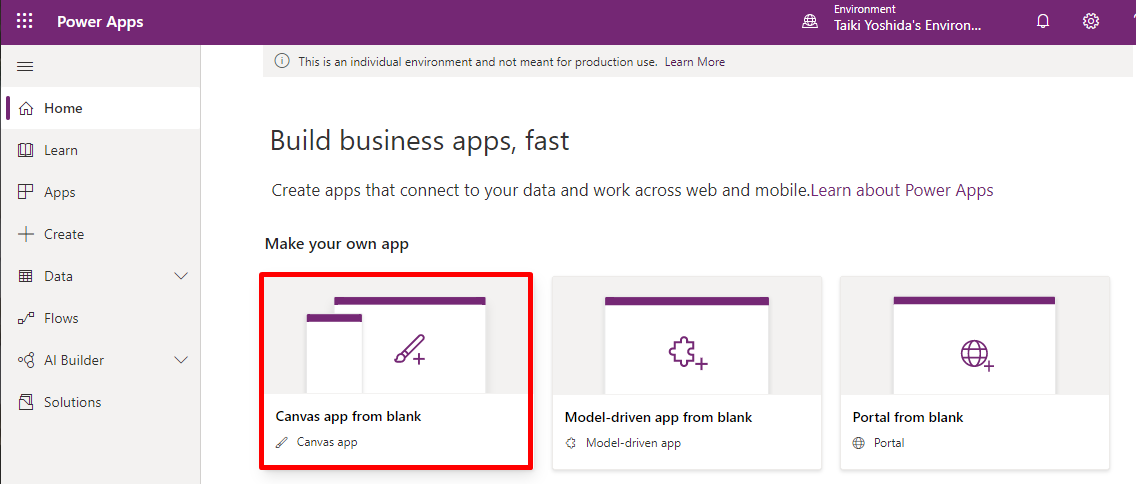 Power Apps
Environment
Taiki Yoshida's Environ...
This is an individual environment and not meant for production use. Learn More
Home
Learn
Apps
Create
Data
Flows
AI Builder
Solutions
Build business apps, fast
Create apps that connect to your data and work across web and mobile.Learn about Power Apps
Make your own app
Canvas app from blank
Canvas app
Model-driven app from blank
Model-driven app
Portal from blank
Portal